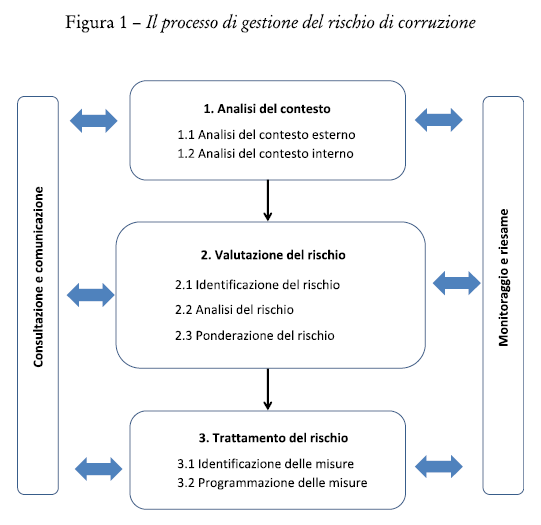 Figura 1 – Il processo di gestione del rischio di corruzione
Consultazione e comunicazione
1. Analisi del contesto
1.1 Analisi del contesto esterno
1.2 Analisi del contesto interno
2. Valutazione del rischio
2.1 Identificazione del rischio
2.2 Analisi del rischio
2.3 Ponderazione del rischio
3. Trattamento del rischio
3.1 Identificazione delle misure
3.2 Programmazione delle misure
Monitoraggio e riesame